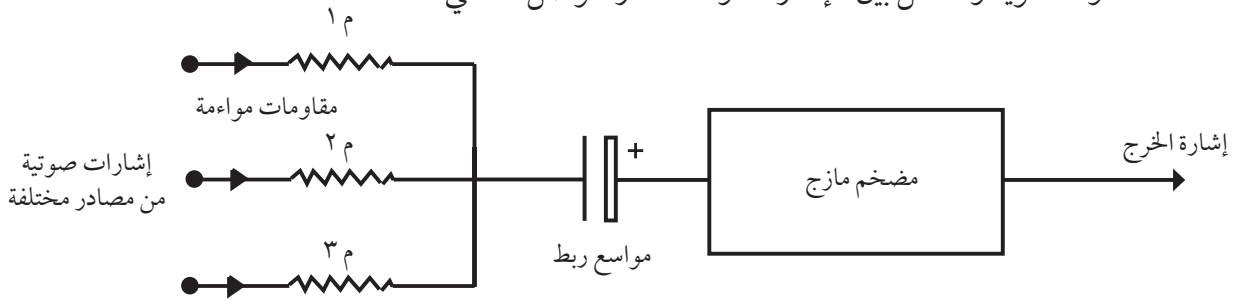 م ١
مقاومات مواءمة
م ٢
إشارات صوتية
من مصادر مختلفة
م ٣
+
مواسع ربط
مضخم مازج
إشارة الخرج